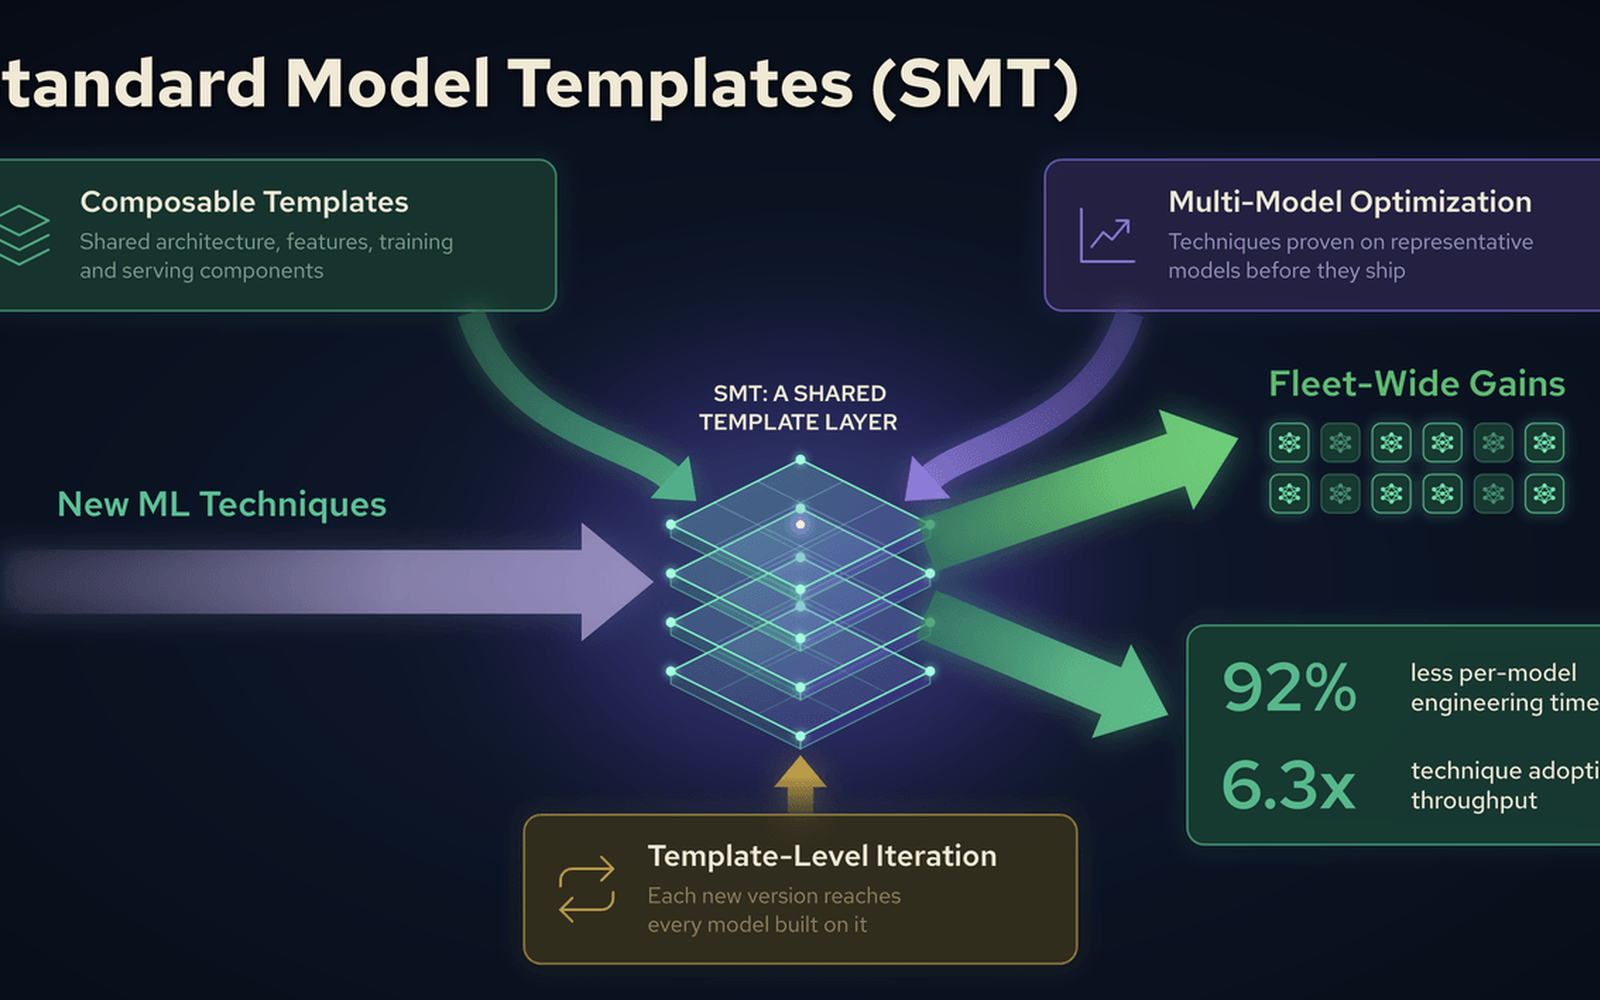 tandard Model Templates (SMT)
Composable Templates
Shared architecture, features, training
and serving components
Multi-Model Optimization
Techniques proven on representative
models before they ship
SMT: A SHARED
TEMPLATE LAYER
Fleet-Wide Gains
New ML Techniques
92%
less per-model
engineering time
6.3x
technique adopti
throughput
Template-Level Iteration
Each new version reaches
every model built on it